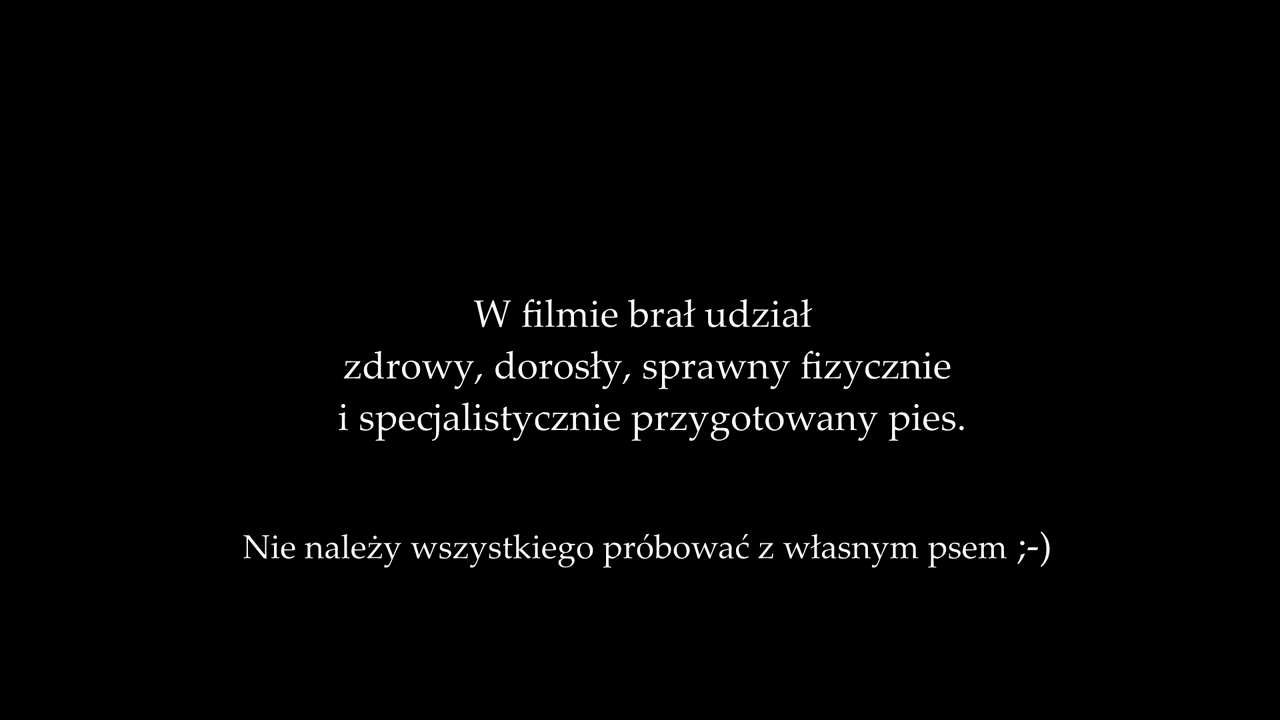 W filmie brał udział
zdrowy, dorosły, sprawny fizycznie
i specjalistycznie przygotowany pies.
Nie należy wszystkiego próbować z własnym psem ;-)